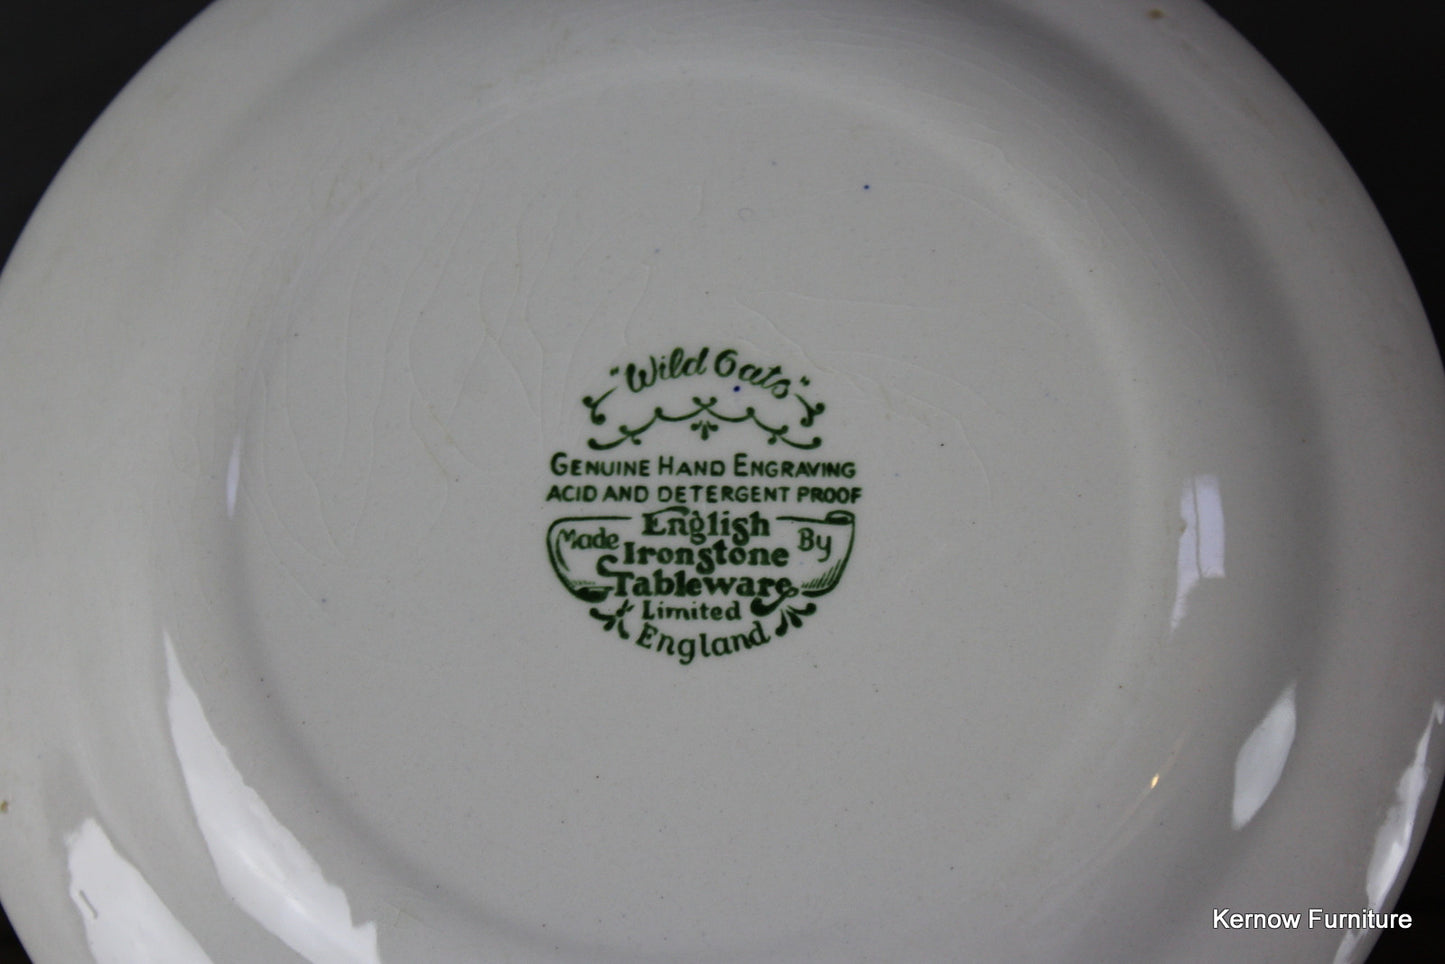 "Wild Oats"
GENUINE HAND ENGRAVING
ACID AND DETERGENT PROOF
Made English By
Ironstone
Tableware
Limited
England
Kernow Furniture